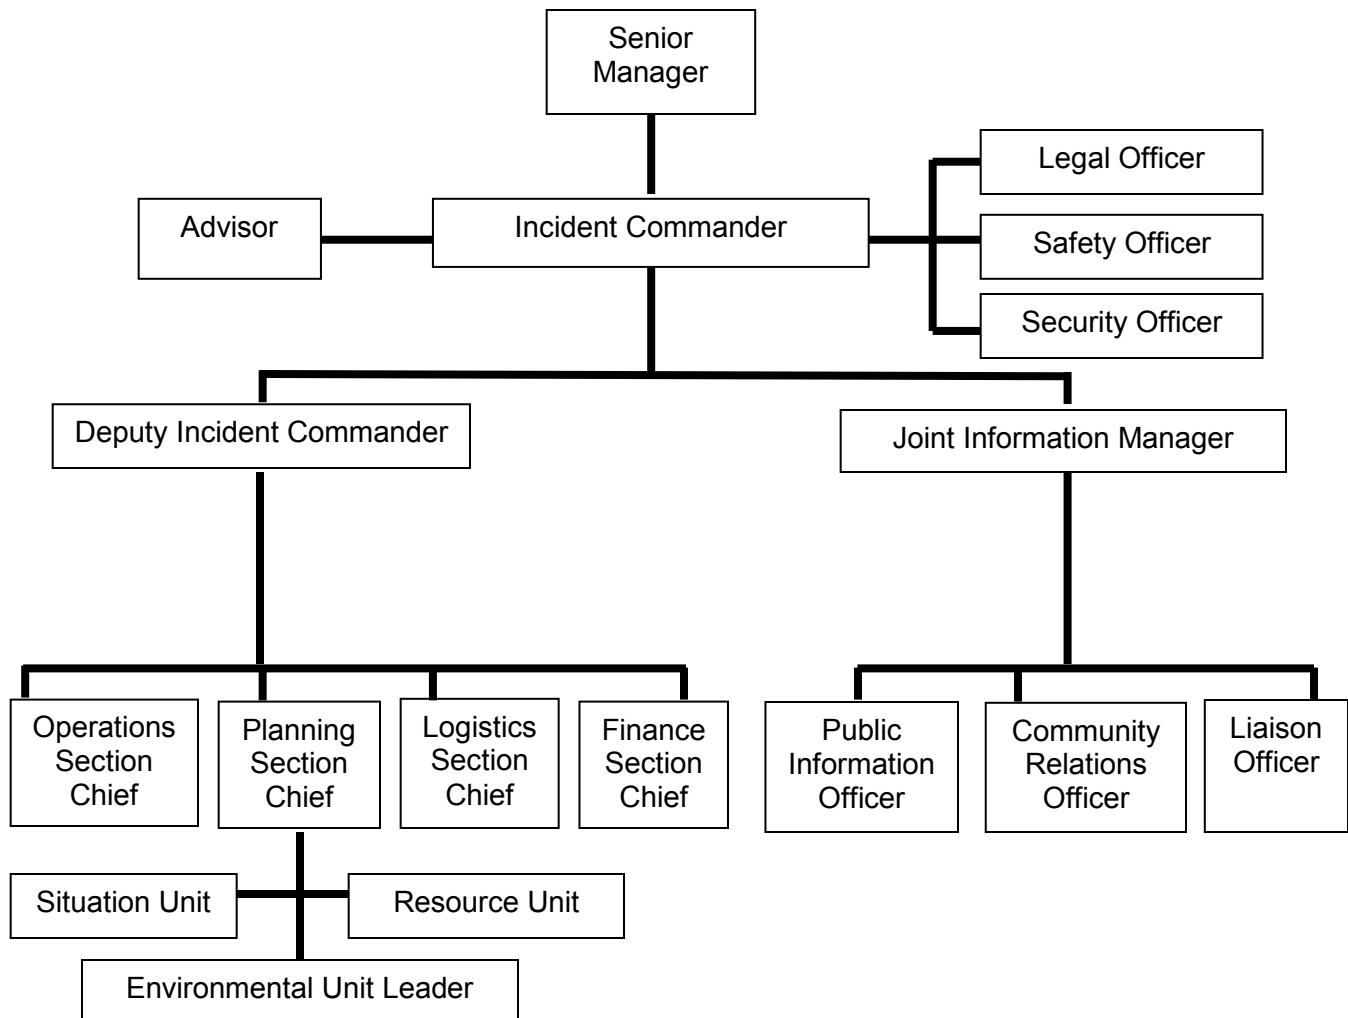 Senior
Manager
Legal Officer
Advisor
Incident Commander
Safety Officer
Security Officer
Deputy Incident Commander
Joint Information Manager
Operations
Section
Chief
Planning
Section
Chief
Logistics
Section
Chief
Finance
Section
Chief
Public
Information
Officer
Community
Relations
Officer
Liaison
Officer
Situation Unit
Resource Unit
Environmental Unit Leader